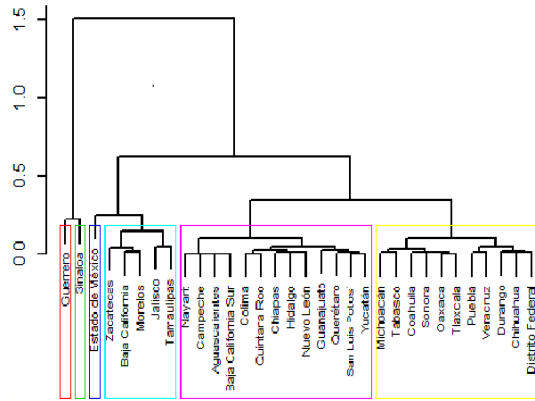 1.5
1.0
0.5
0.0
Guerrero
Sinaloa
Estado de México
Zacatecas
Baja California
Morelos
Jalisco
Tamaulipas
Nayarit
Campeche
Aguascalientes
Baja California Sur
Colima
Quintana Roo
Chiapas
Hidalgo
Nuevo León
Guanajuato
Querétaro
San Luis Potosí
Yucatán
Michoacán
Tabasco
Coahuila
Sonora
Oaxaca
Tlaxcala
Puebla
Veracruz
Durango
Chihuahua
Distrito Federal